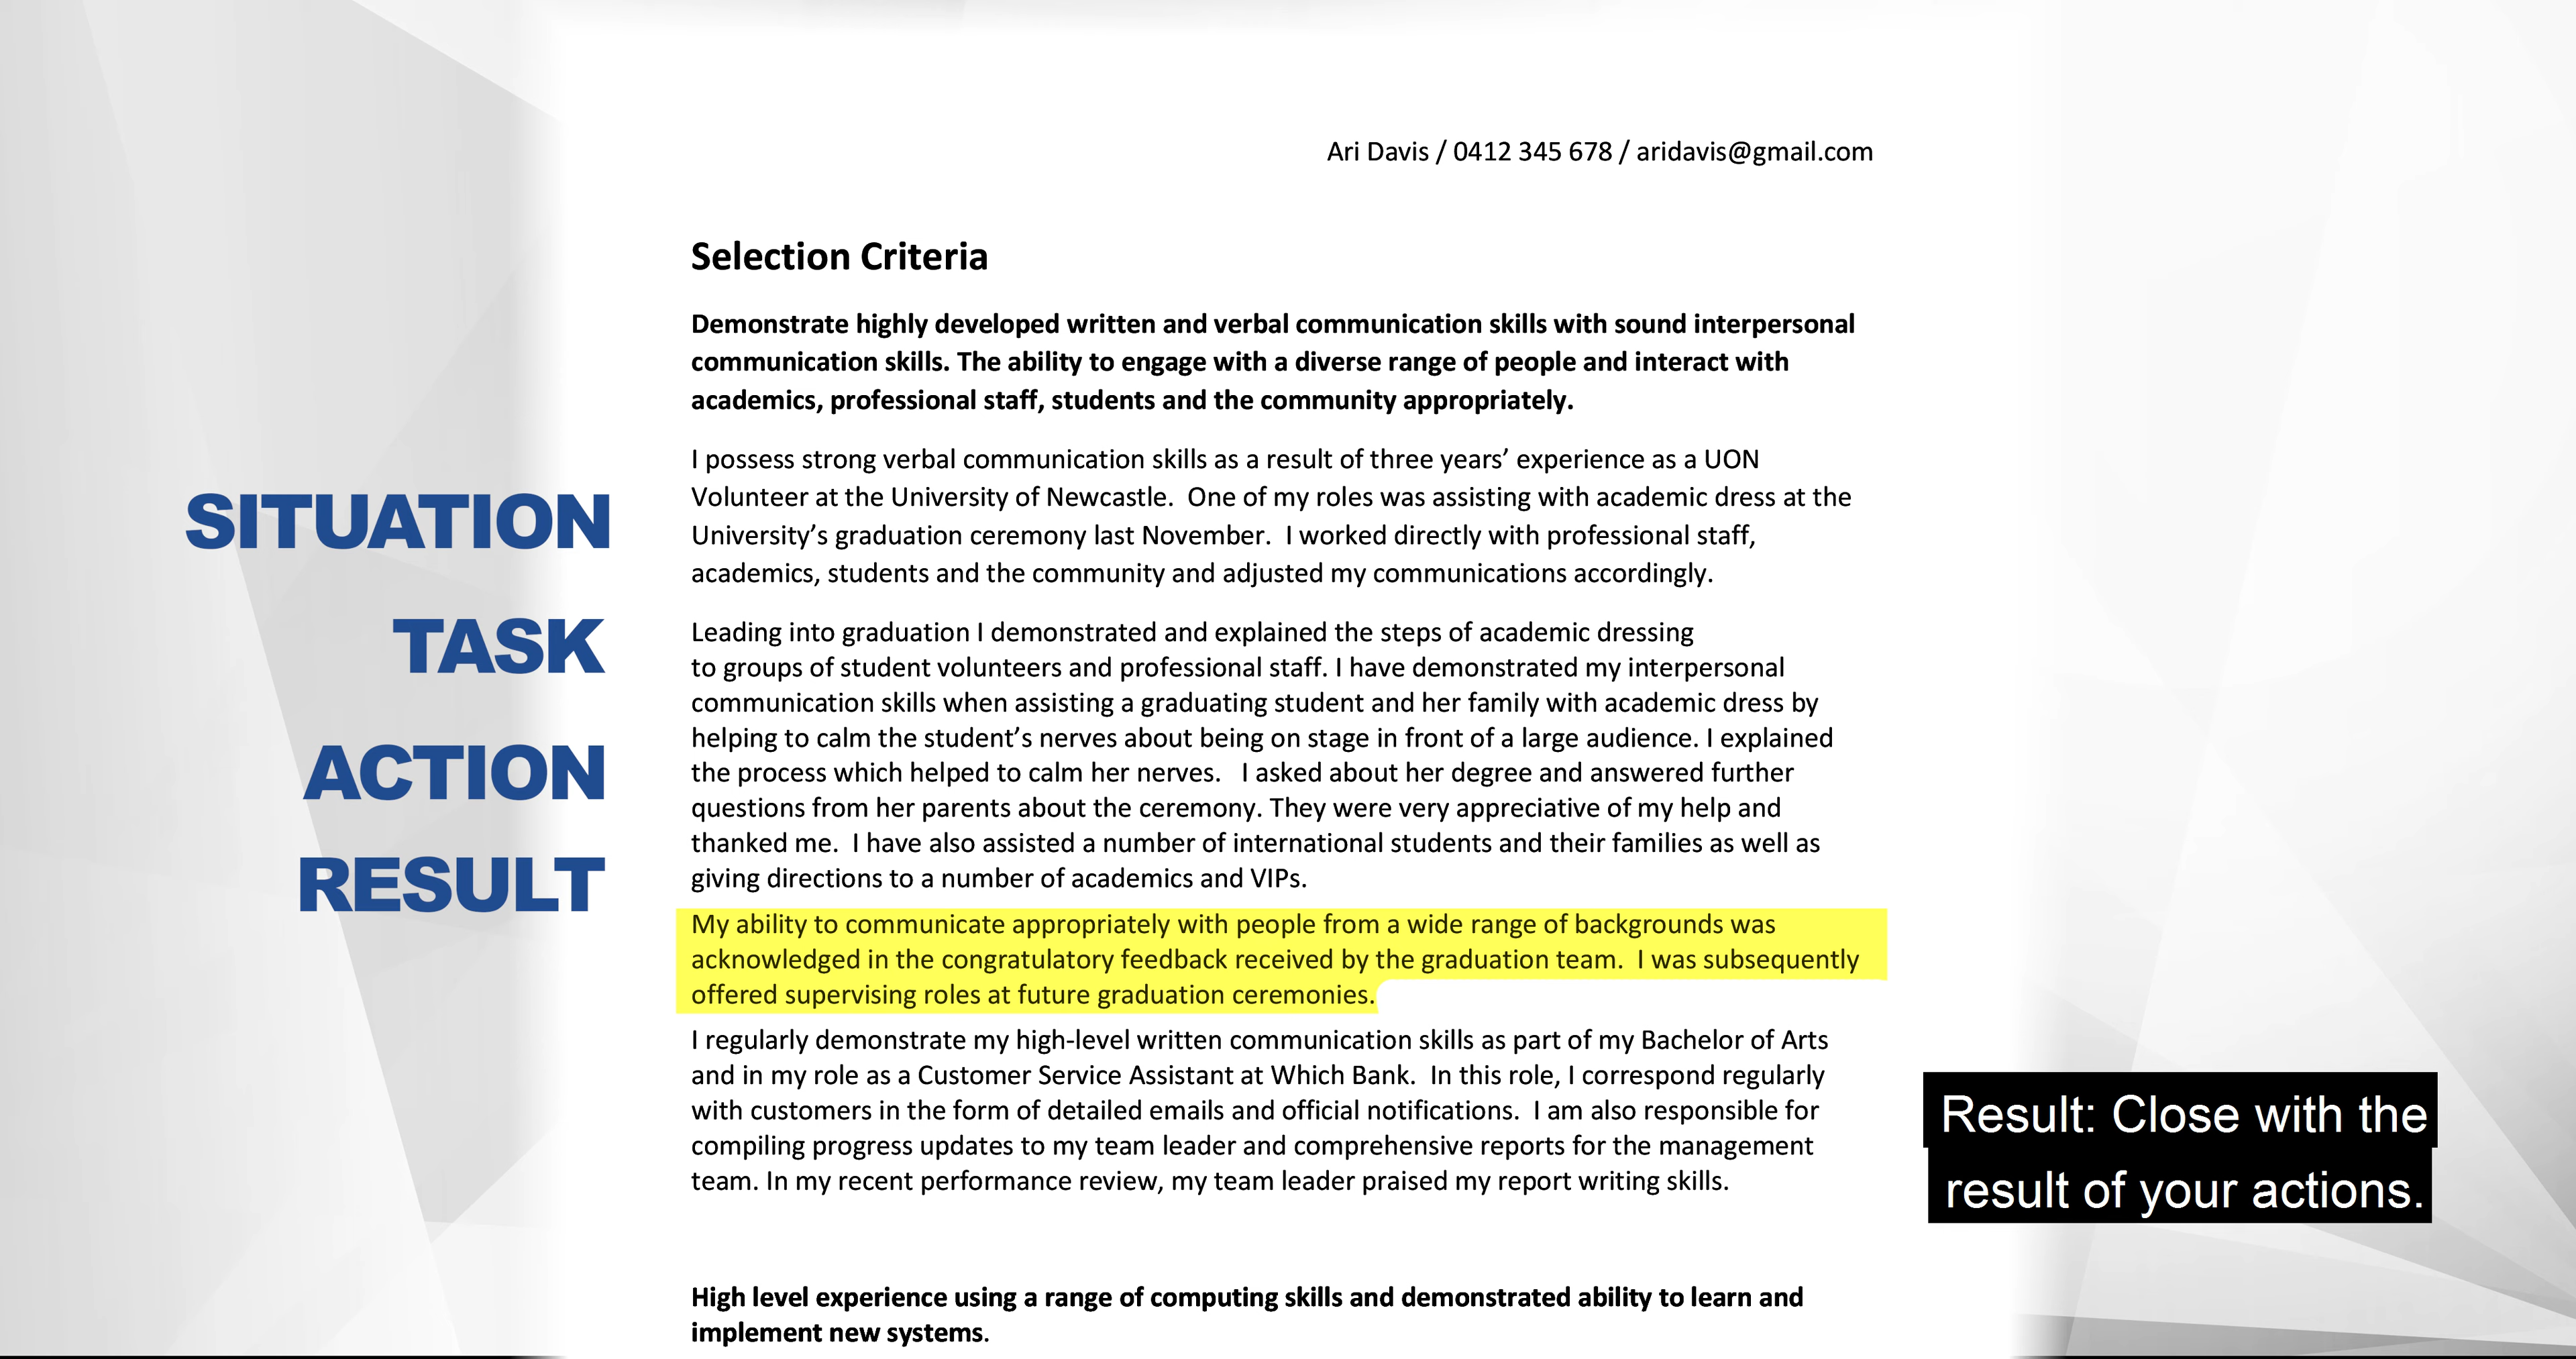 Ari Davis / 0412 345 678 / aridavis@gmail.com
Selection Criteria
Demonstrate highly developed written and verbal communication skills with sound interpersonal
communication skills. The ability to engage with a diverse range of people and interact with
academics, professional staff, students and the community appropriately.
I possess strong verbal communication skills as a result of three years’ experience as a UON
Volunteer at the University of Newcastle.  One of my roles was assisting with academic dress at the
University’s graduation ceremony last November.  I worked directly with professional staff,
academics, students and the community and adjusted my communications accordingly.
Leading into graduation I demonstrated and explained the steps of academic dressing
to groups of student volunteers and professional staff. I have demonstrated my interpersonal
communication skills when assisting a graduating student and her family with academic dress by
helping to calm the student’s nerves about being on stage in front of a large audience. I explained
the process which helped to calm her nerves.   I asked about her degree and answered further
questions from her parents about the ceremony. They were very appreciative of my help and
thanked me.  I have also assisted a number of international students and their families as well as
giving directions to a number of academics and VIPs.
My ability to communicate appropriately with people from a wide range of backgrounds was
acknowledged in the congratulatory feedback received by the graduation team.  I was subsequently
offered supervising roles at future graduation ceremonies.
I regularly demonstrate my high-level written communication skills as part of my Bachelor of Arts
and in my role as a Customer Service Assistant at Which Bank.  In this role, I correspond regularly
with customers in the form of detailed emails and official notifications.  I am also responsible for
compiling progress updates to my team leader and comprehensive reports for the management
team. In my recent performance review, my team leader praised my report writing skills.
High level experience using a range of computing skills and demonstrated ability to learn and
implement new systems.
SITUATION
TASK
ACTION
RESULT
Result: Close with the
result of your actions.